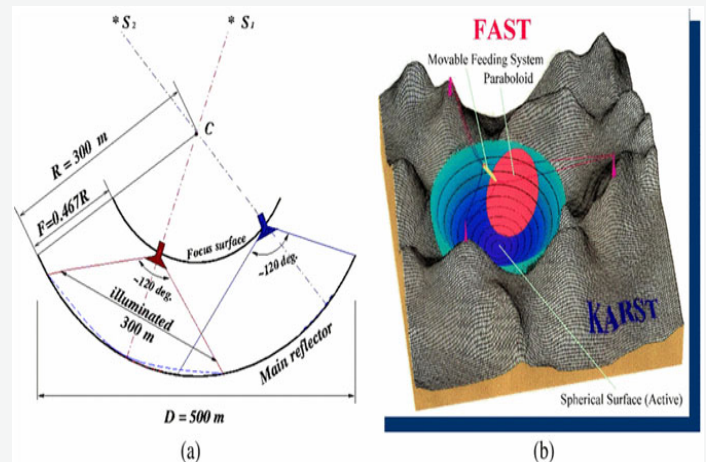 * S2
* S1
C
R = 300 m
F=0.467R
Focus surface
~120 deg.
~120 deg.
illuminated
300 m
Main reflector
D = 500 m
(a)
FAST
Movable Feeding System
Paraboloid
KARST
Spherical Surface (Active)
(b)